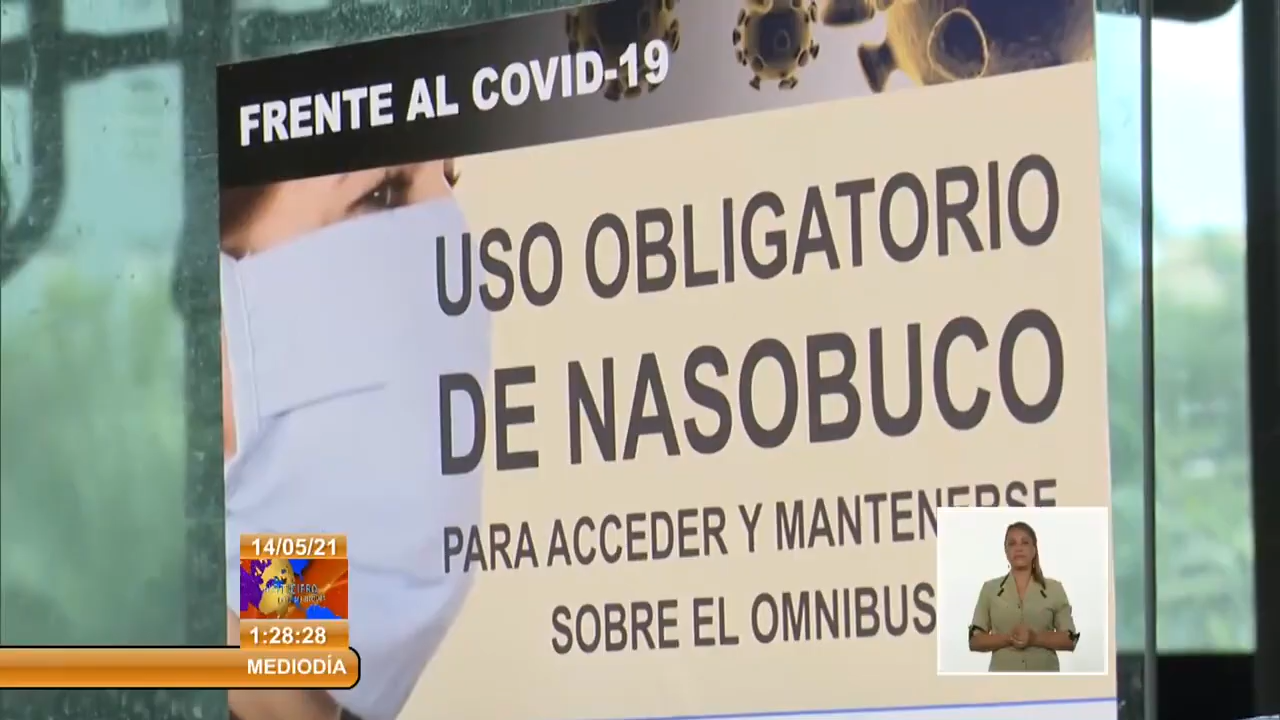 FRENTE AL COVID-19
USO OBLIGATORIO
DE NASOBUCO
PARA ACCEDER Y MANTENERSE
SOBRE EL OMNIBUS
14/05/21
1:28:28
MEDIODÍA